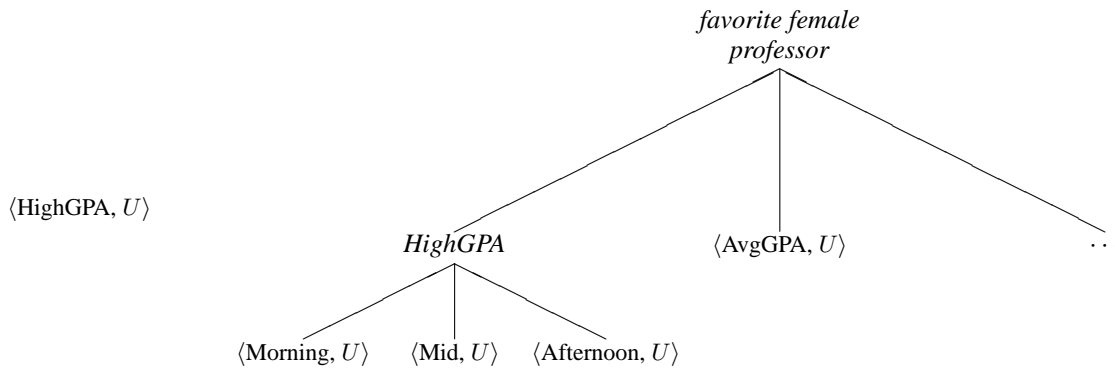 favorite female
professor
⟨HighGPA, U⟩
HighGPA
⟨AvgGPA, U⟩
..
⟨Morning, U⟩
⟨Mid, U⟩
⟨Afternoon, U⟩